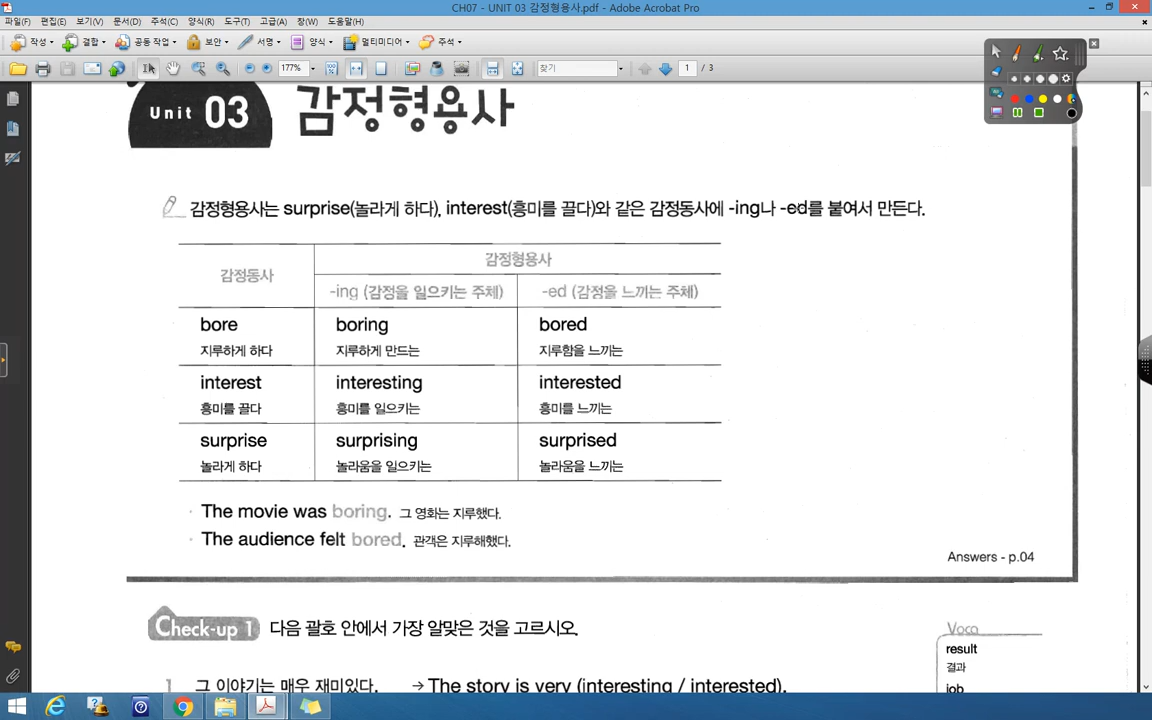 CH07 - UNIT 03 감정형용사.pdf - Adobe Acrobat Pro
파일(F) 편집(E) 보기(V) 문서(D) 주석(C) 양식(R) 도구(T) 고급(A) 창(W) 도움말(H)
작성 결합 공동 작업 보안 서명 양식 멀티미디어 주석
177% 찾기 1 / 3
Unit 03 감정형용사
감정형용사는 surprise(놀라게 하다), interest(흥미를 끌다)와 같은 감정동사에 -ing나 -ed를 붙여서 만든다.
감정동사 감정형용사
-ing (감정을 일으키는 주체) -ed (감정을 느끼는 주체)
bore boring bored
지루하게 하다 지루하게 만드는 지루함을 느끼는
interest interesting interested
흥미를 끌다 흥미를 일으키는 흥미를 느끼는
surprise surprising surprised
놀라게 하다 놀라움을 일으키는 놀라움을 느끼는
· The movie was boring. 그 영화는 지루했다.
· The audience felt bored. 관객은 지루해했다.
Answers - p.04
Check-up 1 다음 괄호 안에서 가장 알맞은 것을 고르시오.
Voca
result
결과
job
1 그 이야기는 매우 재미있다. → The story is very (interesting / interested).